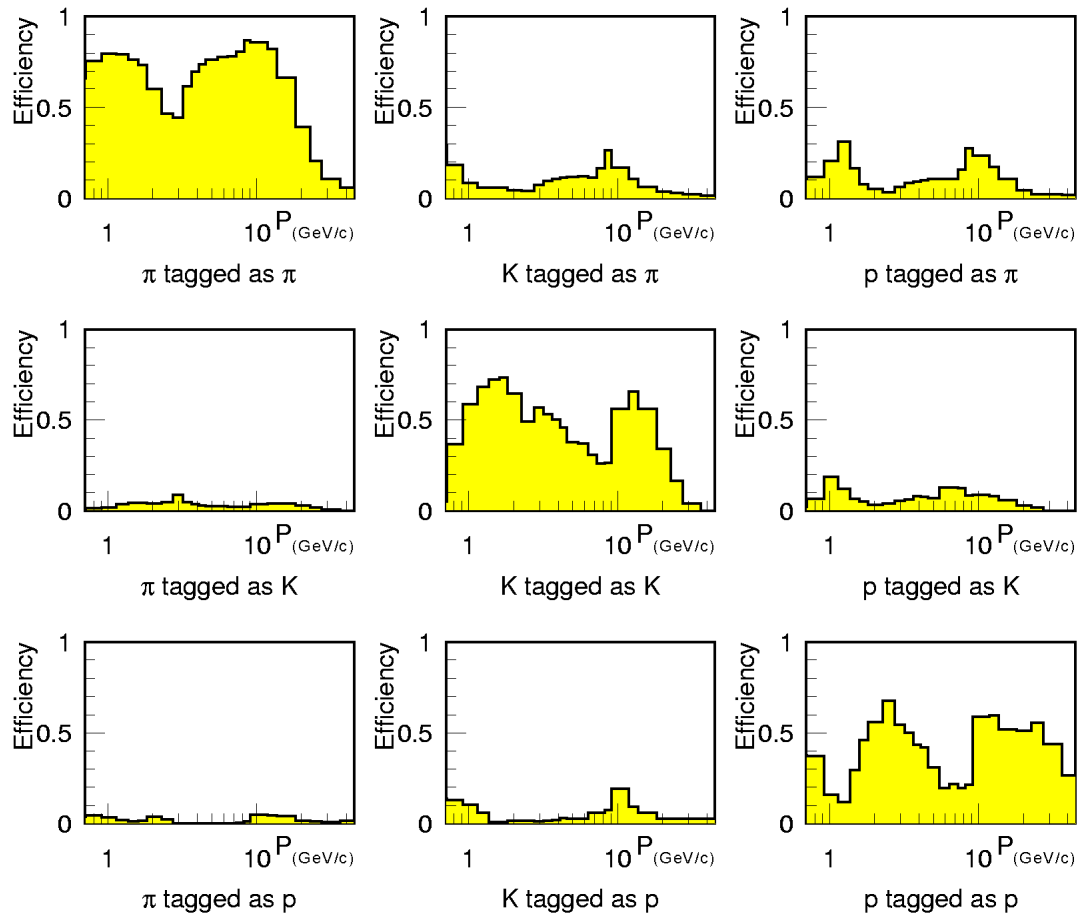 Efficiency
1
0.5
0
1
10
P (GeV/c)
π tagged as π
Efficiency
1
0.5
0
1
10
P (GeV/c)
K tagged as π
Efficiency
1
0.5
0
1
10
P (GeV/c)
p tagged as π
Efficiency
1
0.5
0
1
10
P (GeV/c)
π tagged as K
Efficiency
1
0.5
0
1
10
P (GeV/c)
K tagged as K
Efficiency
1
0.5
0
1
10
P (GeV/c)
p tagged as K
Efficiency
1
0.5
0
1
10
P (GeV/c)
π tagged as p
Efficiency
1
0.5
0
1
10
P (GeV/c)
K tagged as p
Efficiency
1
0.5
0
1
10
P (GeV/c)
p tagged as p